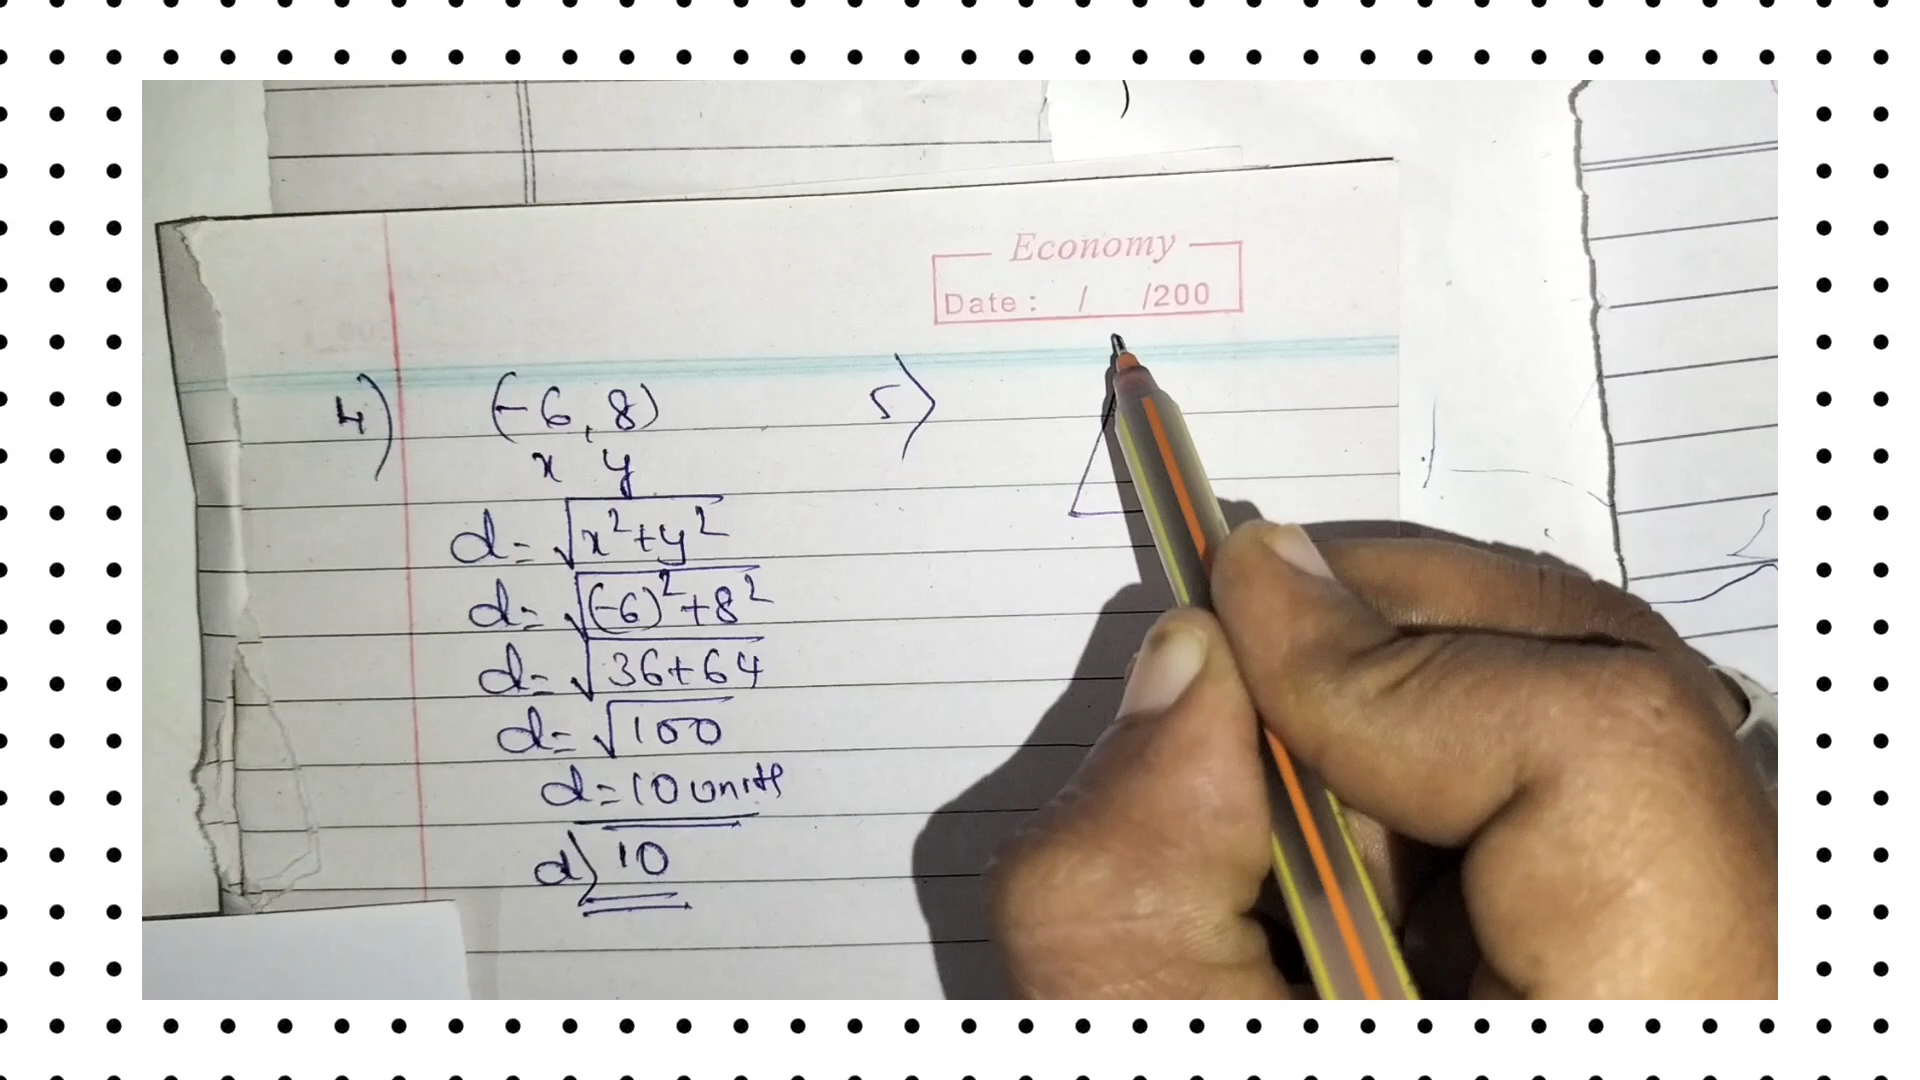 Economy
Date : / /200
4) (-6, 8)
x y
d = √x²+y²
d = √(-6)²+8²
d = √36+64
d = √100
d = 10 units
d) 10
5)